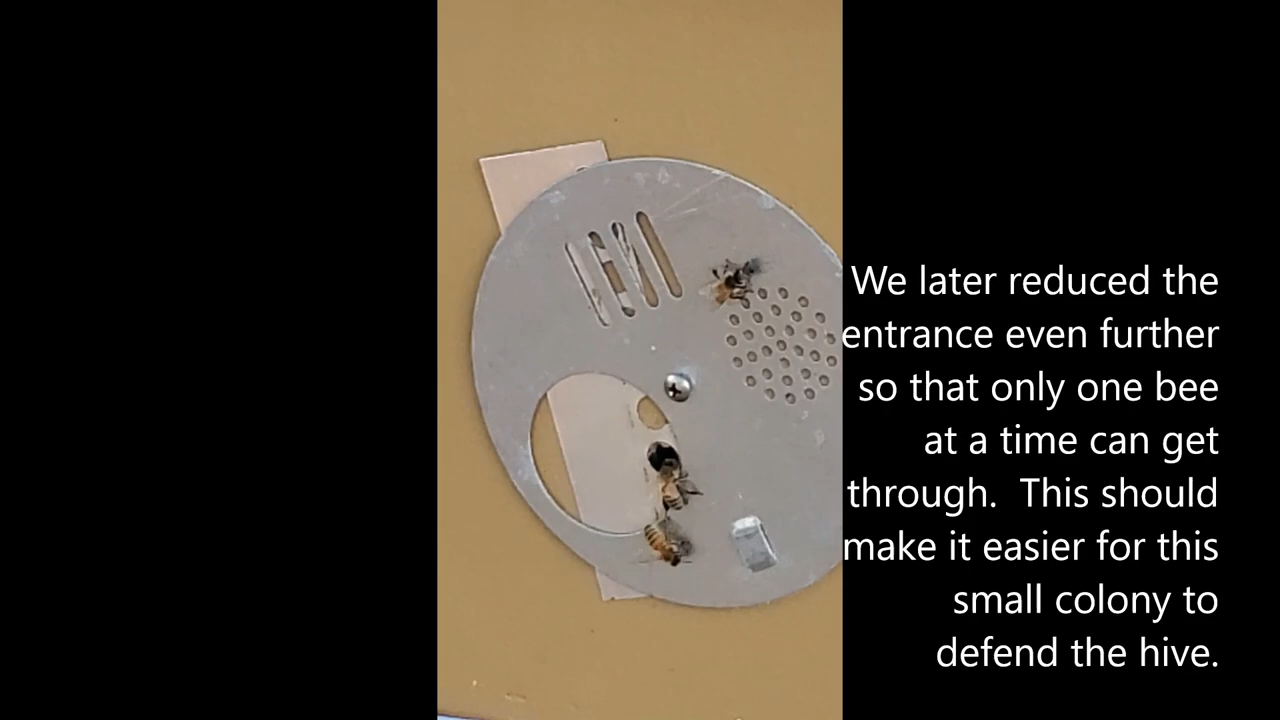 We later reduced the
entrance even further
so that only one bee
at a time can get
through.  This should
make it easier for this
small colony to
defend the hive.